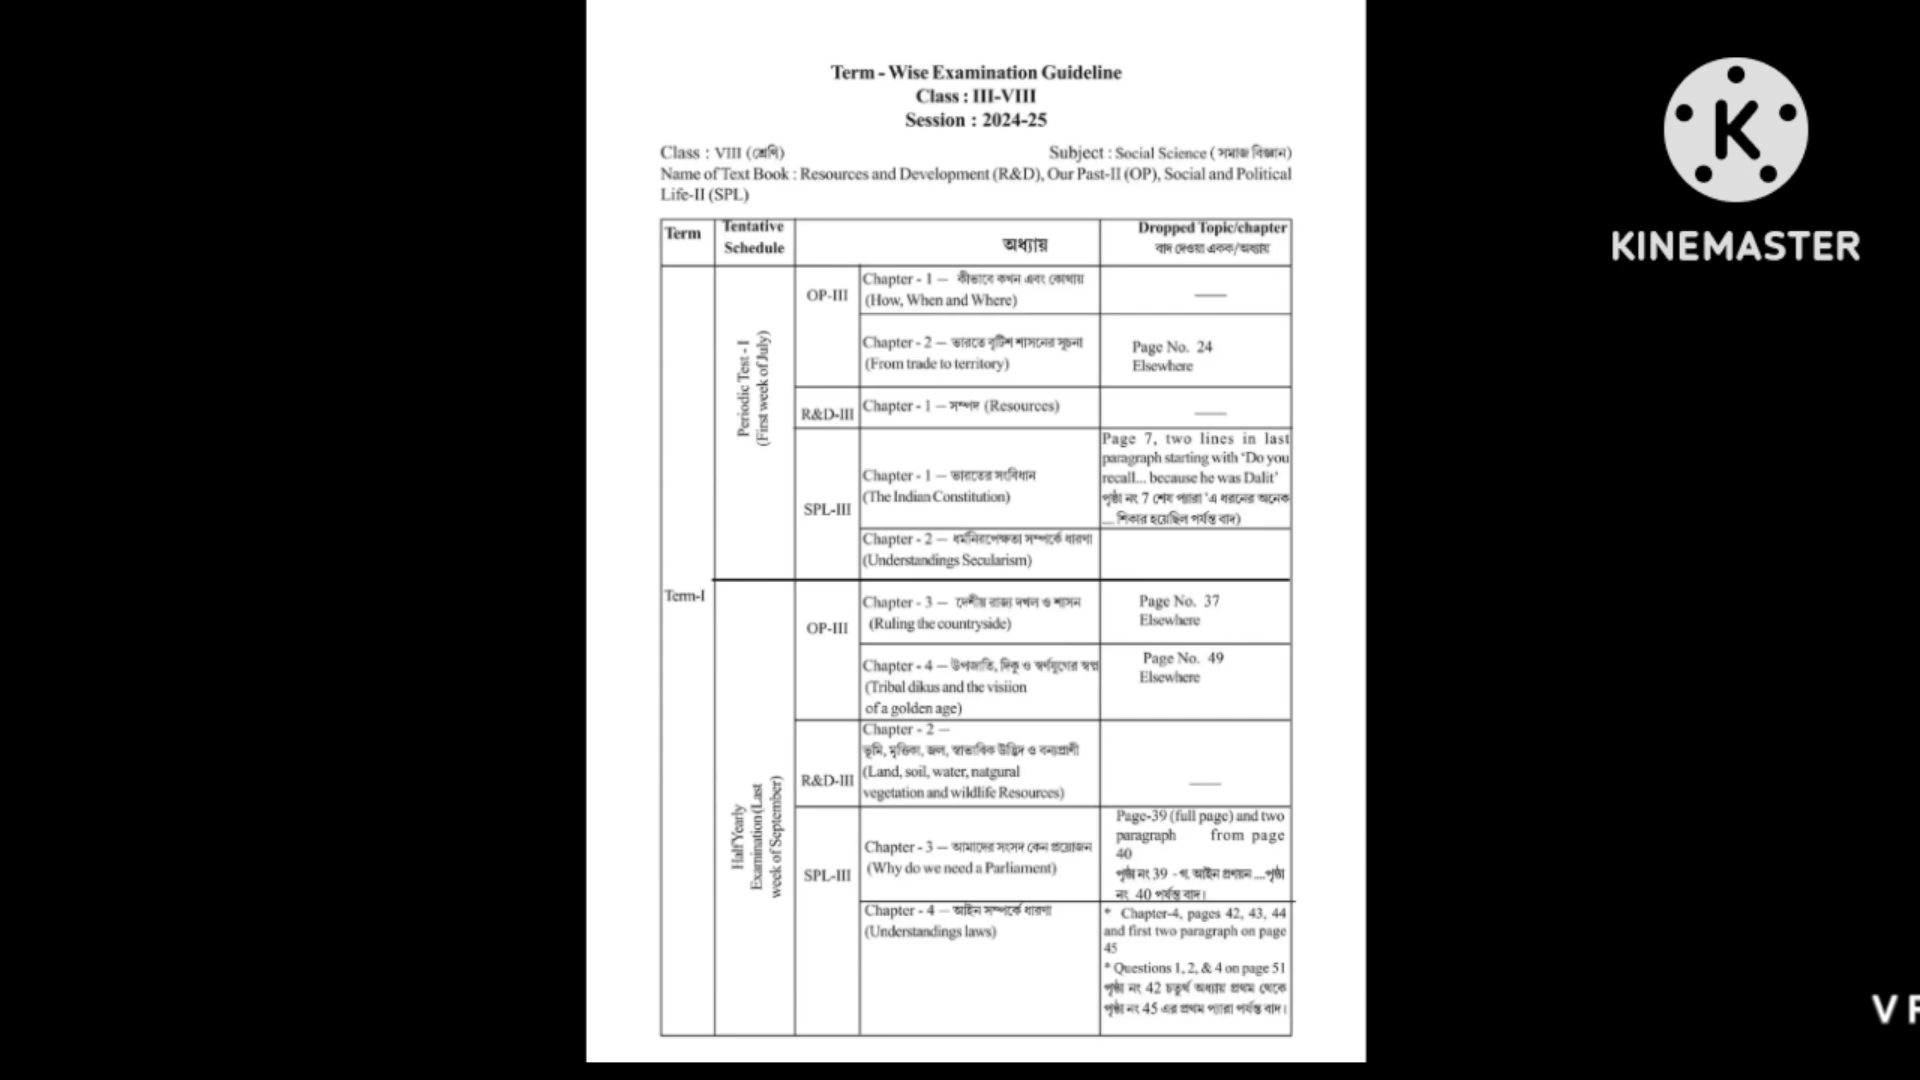 Term - Wise Examination Guideline
Class : III-VIII
Session : 2024-25
Class : VIII (শ্রেণি)
Subject : Social Science ( সমাজ বিজ্ঞান)
Name of Text Book : Resources and Development (R&D), Our Past-II (OP), Social and Political
Life-II (SPL)
Term
Tentative
Schedule
অধ্যায়
Dropped Topic/chapter
বাদ দেওয়া একক/অধ্যায়
Term-I
Periodic Test - I
(First week of July)
OP-III
Chapter - 1 — কীভাবে কখন এবং কোথায়
(How, When and Where)
Chapter - 2 — ভারতে বৃটিশ শাসনের সূচনা
(From trade to territory)
Page No. 24
Elsewhere
R&D-III
Chapter - 1 — সম্পদ (Resources)
SPL-III
Chapter - 1 — ভারতের সংবিধান
(The Indian Constitution)
Page 7, two lines in last
paragraph starting with ‘Do you
recall... because he was Dalit’
পৃষ্ঠা নং 7 শেষ প্যারা ‘এ ধরনের অনেক
.... শিকার হয়েছিল পর্যন্ত বাদ)
Chapter - 2 — ধর্মনিরপেক্ষতা সম্পর্কে ধারণা
(Understandings Secularism)
Half Yearly
Examination (Last
week of September)
OP-III
Chapter - 3 — দেশীয় রাজ্য দখল ও শাসন
(Ruling the countryside)
Page No. 37
Elsewhere
Chapter - 4 — উপজাতি, দিকু ও স্বর্ণযুগের স্বপ্ন
(Tribal dikus and the visiion
of a golden age)
Page No. 49
Elsewhere
R&D-III
Chapter - 2 —
ভূমি, মৃত্তিকা, জল, স্বাভাবিক উদ্ভিদ ও বন্যপ্রাণী
(Land, soil, water, natgural
vegetation and wildlife Resources)
SPL-III
Chapter - 3 — আমাদের সংসদ কেন প্রয়োজন
(Why do we need a Parliament)
Page-39 (full page) and two
paragraph from page
40
পৃষ্ঠা নং 39 - গ. আইন প্রণয়ন ....পৃষ্ঠা
নং 40 পর্যন্ত বাদ।
Chapter - 4 — আইন সম্পর্কে ধারণা
(Understandings laws)
* Chapter-4, pages 42, 43, 44
and first two paragraph on page
45
* Questions 1, 2, & 4 on page 51
পৃষ্ঠা নং 42 চতুর্থ অধ্যায় প্রথম থেকে
পৃষ্ঠা নং 45 এর প্রথম প্যারা পর্যন্ত বাদ।
K
KINEMASTER
V